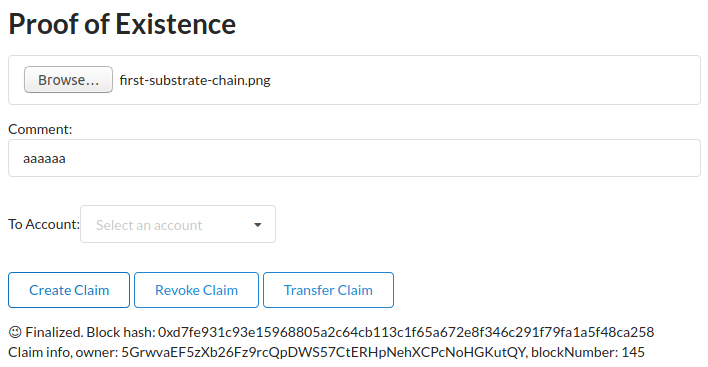 Proof of Existence
Browse... first-substrate-chain.png
Comment:
aaaaaa
To Account: Select an account
Create Claim Revoke Claim Transfer Claim
😉 Finalized. Block hash: 0xd7fe931c93e15968805a2c64cb113c1f65a672e8f346c291f79fa1a5f48ca258
Claim info, owner: 5GrwvaEF5zXb26Fz9rcQpDWS57CtERHpNehXCPcNoHGKutQY, blockNumber: 145